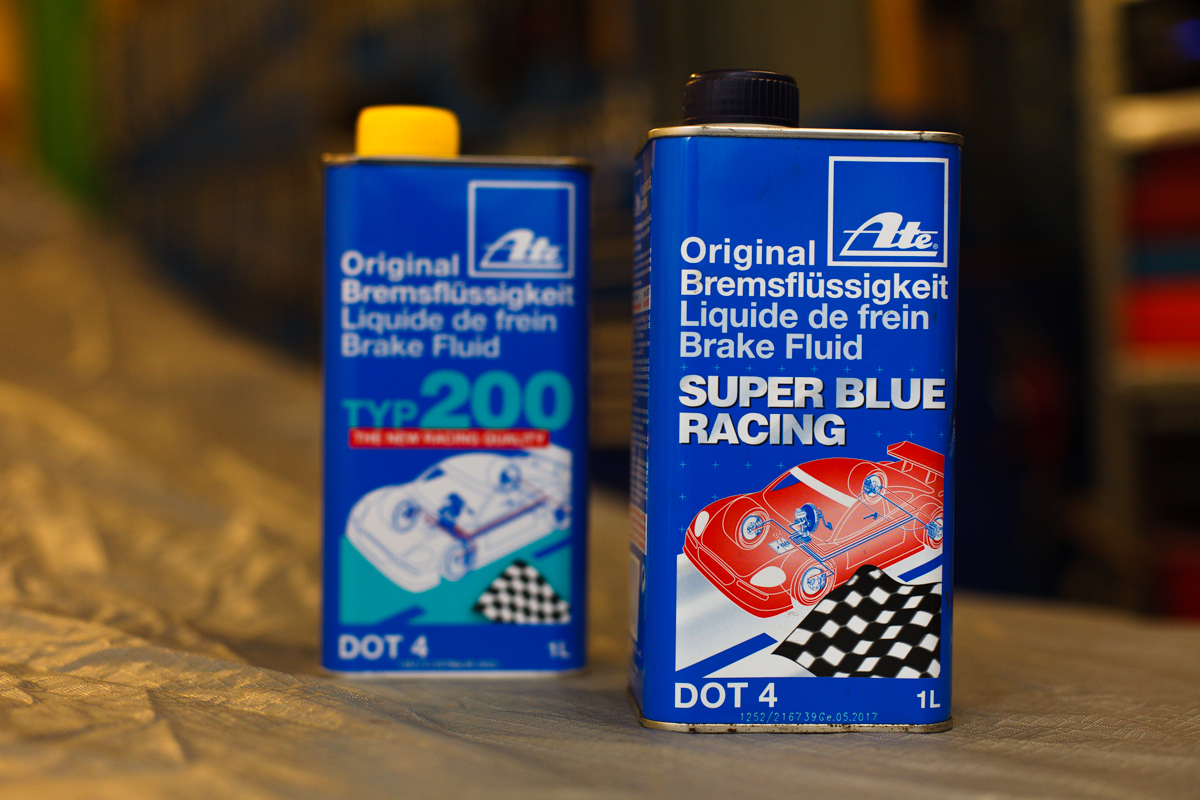 Ate
Original
Bremsflüssigkeit
Liquide de frein
Brake Fluid
TYP 200
THE NEW RACING QUALITY
DOT 4
1L
Ate®
Original
Bremsflüssigkeit
Liquide de frein
Brake Fluid
SUPER BLUE
RACING
DOT 4
1L
1252/216739Ge.05.2017